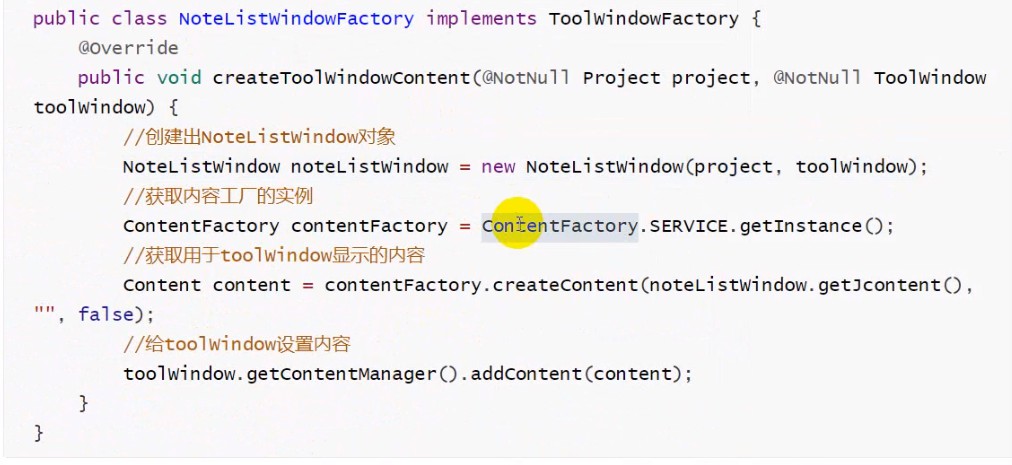 public class NoteListWindowFactory implements ToolWindowFactory {
@Override
public void createToolWindowContent(@NotNull Project project, @NotNull ToolWindow
toolWindow) {
//创建出NoteListWindow对象
NoteListWindow noteListWindow = new NoteListWindow(project, toolWindow);
//获取内容工厂的实例
ContentFactory contentFactory = ContentFactory.SERVICE.getInstance();
//获取用于toolWindow显示的内容
Content content = contentFactory.createContent(noteListWindow.getJcontent(),
"", false);
//给toolWindow设置内容
toolWindow.getContentManager().addContent(content);
}
}